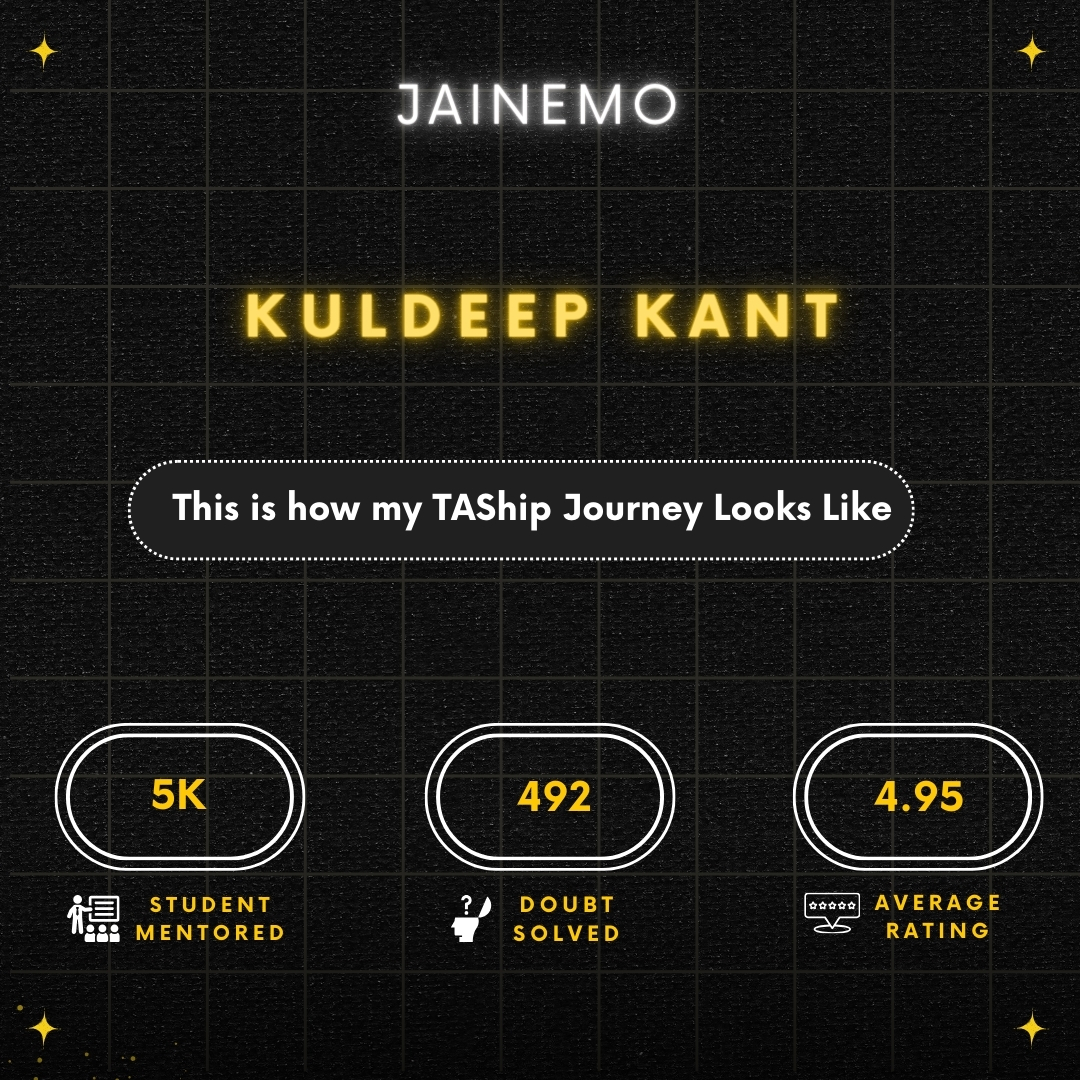 JAINEMO
KULDEEP KANT
This is how my TAShip Journey Looks Like
5K
STUDENT
MENTORED
?
492
DOUBT
SOLVED
4.95
AVERAGE
RATING